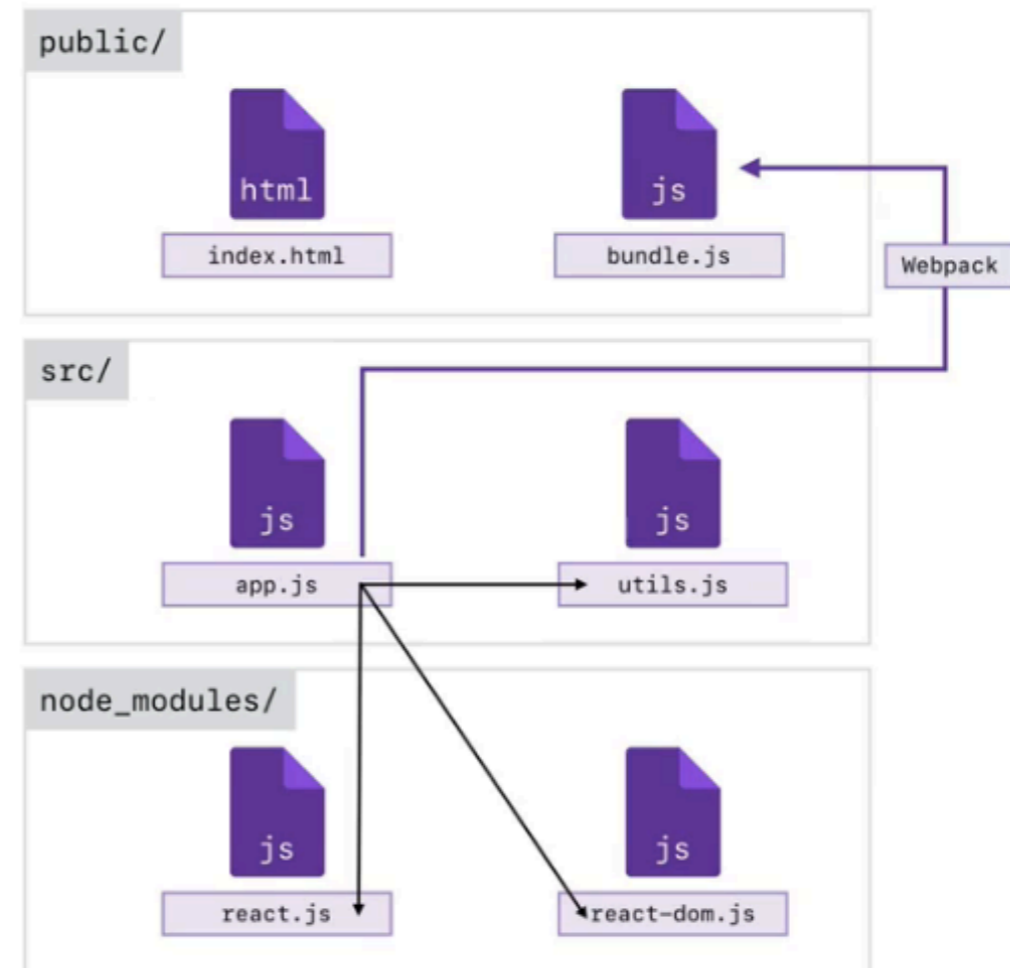 public/
html
js
index.html
bundle.js
Webpack
src/
js
js
app.js
utils.js
node_modules/
js
js
react.js
react-dom.js